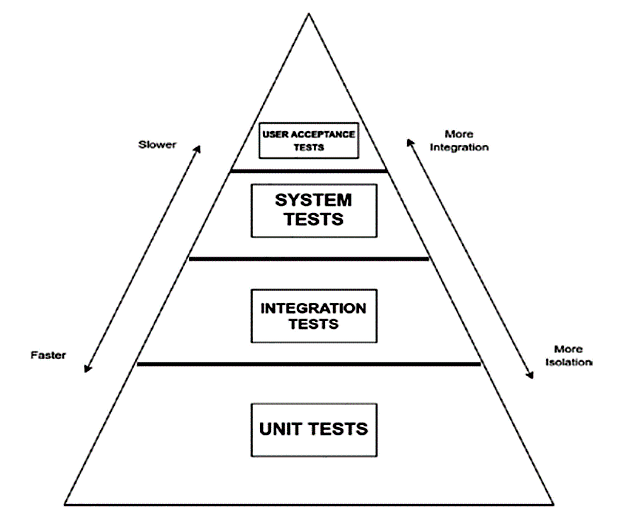 USER ACCEPTANCE
TESTS
Slower
More
Integration
SYSTEM
TESTS
INTEGRATION
TESTS
Faster
More
Isolation
UNIT TESTS